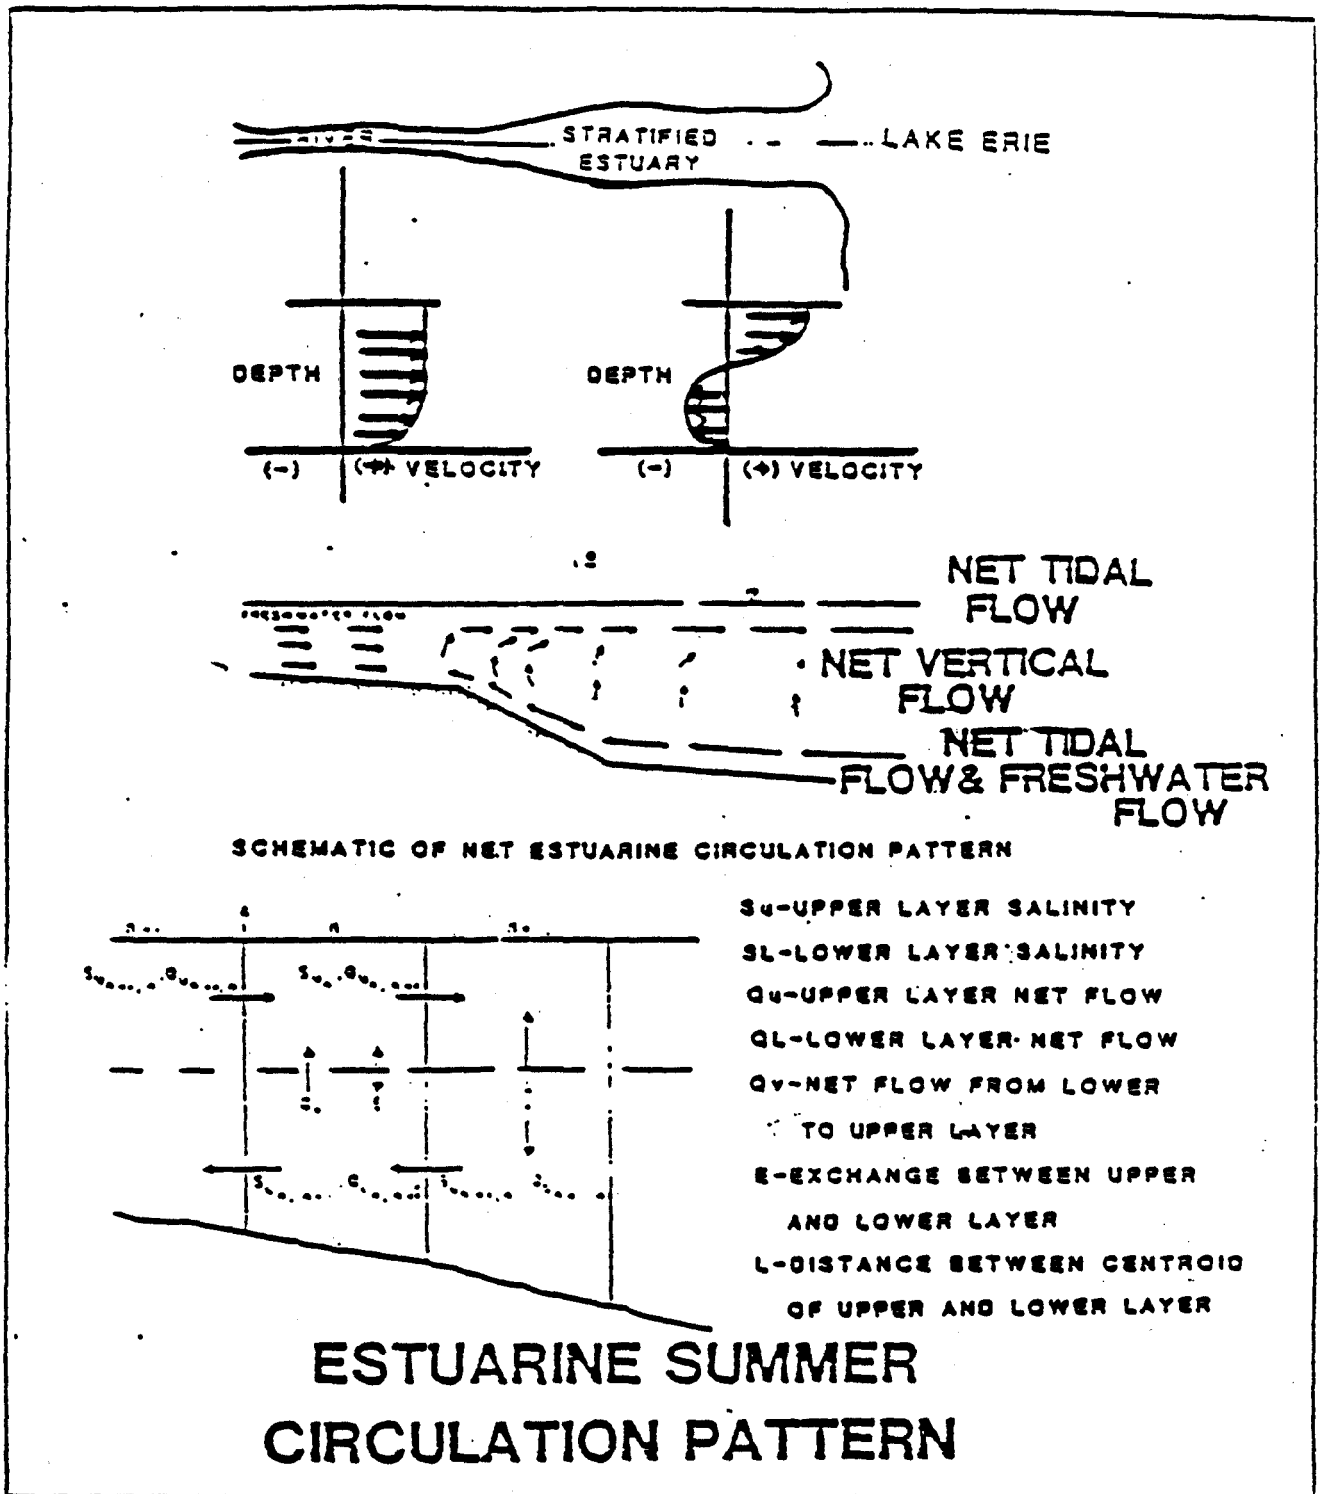 RIVER
STRATIFIED
ESTUARY
LAKE ERIE
DEPTH
(-) (+) VELOCITY
DEPTH
(-) (+) VELOCITY
NET TIDAL
FLOW
FRESHWATER FLOW
NET VERTICAL
FLOW
NET TIDAL
FLOW & FRESHWATER
FLOW
SCHEMATIC OF NET ESTUARINE CIRCULATION PATTERN
Su-UPPER LAYER SALINITY
SL-LOWER LAYER SALINITY
Qu-UPPER LAYER NET FLOW
QL-LOWER LAYER NET FLOW
Qv-NET FLOW FROM LOWER
TO UPPER LAYER
E-EXCHANGE BETWEEN UPPER
AND LOWER LAYER
L-DISTANCE BETWEEN CENTROID
OF UPPER AND LOWER LAYER
ESTUARINE SUMMER
CIRCULATION PATTERN